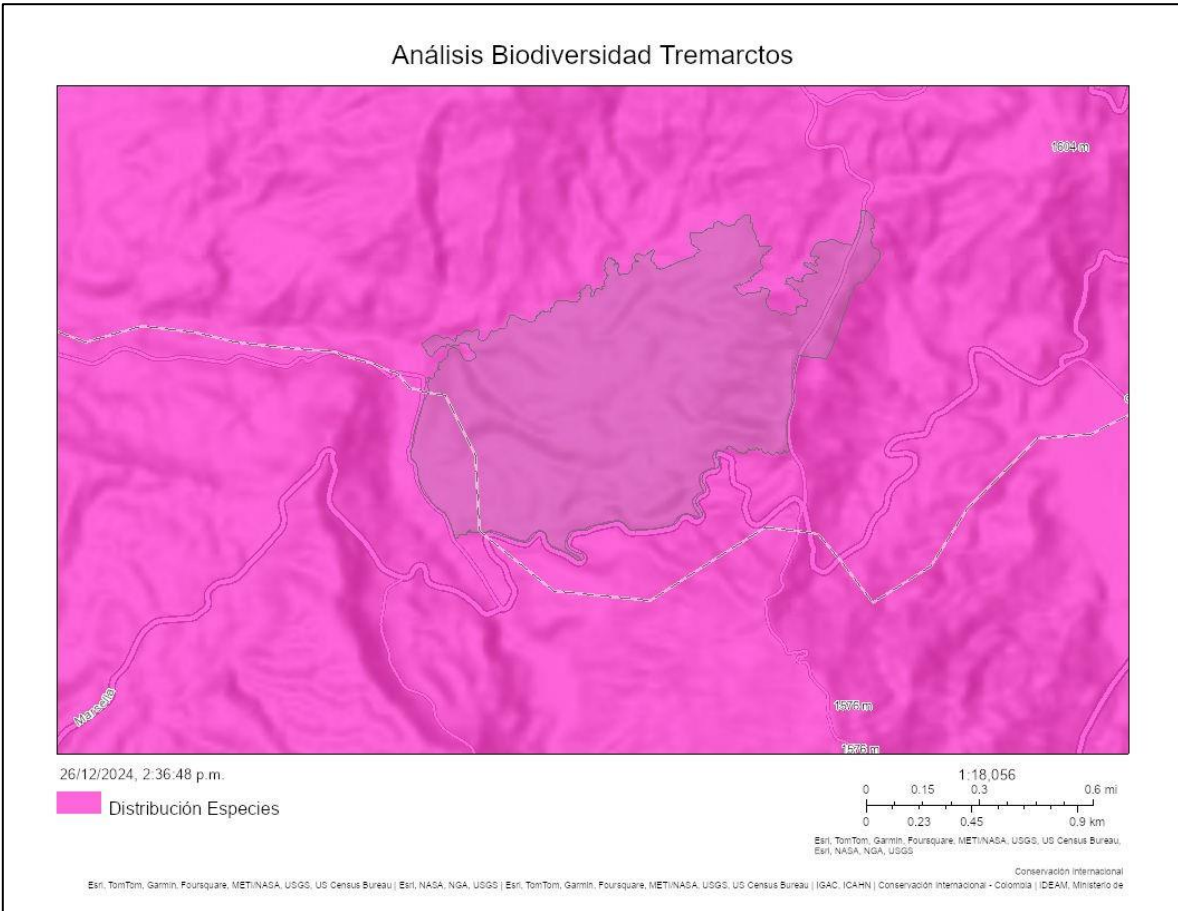 Análisis Biodiversidad Tremarctos
1604 m
Marsella
1576 m
1576 m
26/12/2024, 2:36:48 p.m.
Distribución Especies
1:18,056
0 0.15 0.3 0.6 mi
0 0.23 0.45 0.9 km
Esri, TomTom, Garmin, Foursquare, METI/NASA, USGS, US Census Bureau,
Esri, NASA, NGA, USGS
Conservación Internacional
Esri, TomTom, Garmin, Foursquare, METI/NASA, USGS, US Census Bureau | Esri, NASA, NGA, USGS | Esri, TomTom, Garmin, Foursquare, METI/NASA, USGS, US Census Bureau | IGAC, ICAHN | Conservación Internacional - Colombia | IDEAM, Ministerio de